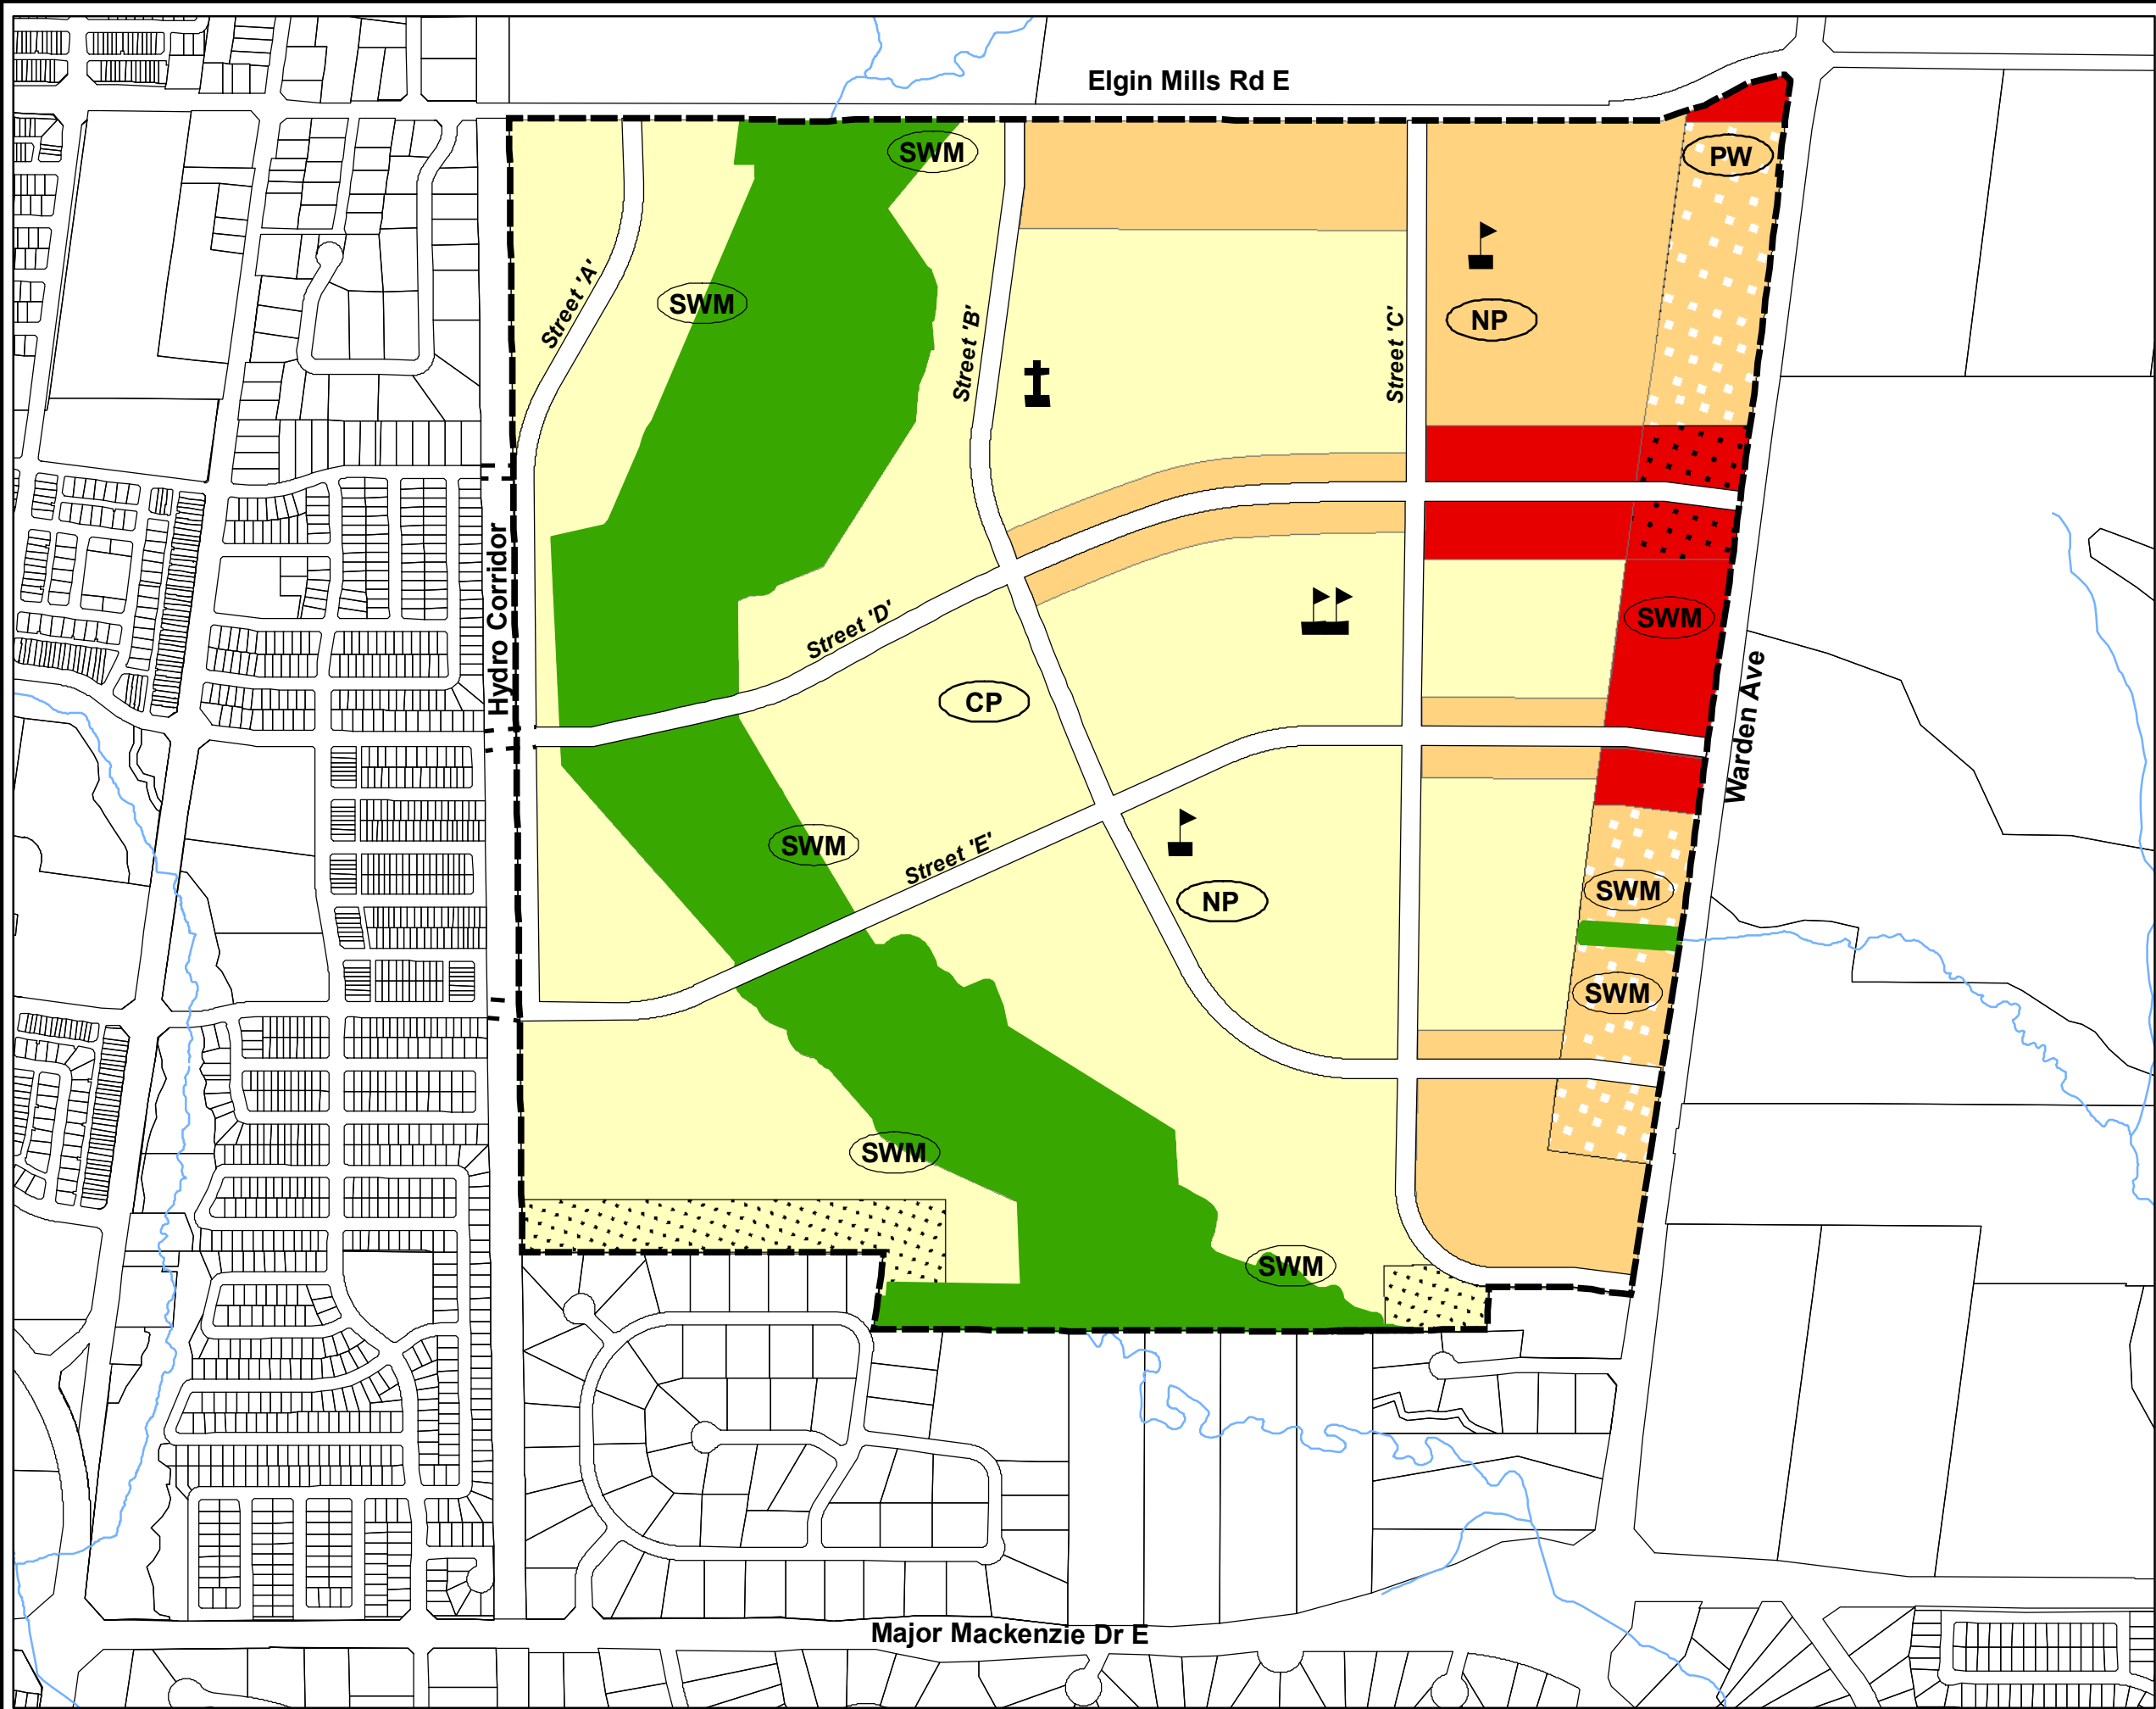 Elgin Mills Rd E
SWM
PW
SWM
Street 'A'
Street 'B'
Street 'C'
NP
Hydro Corridor
Street 'D'
SWM
CP
Warden Ave
SWM
Street 'E'
NP
SWM
SWM
SWM
SWM
Major Mackenzie Dr E